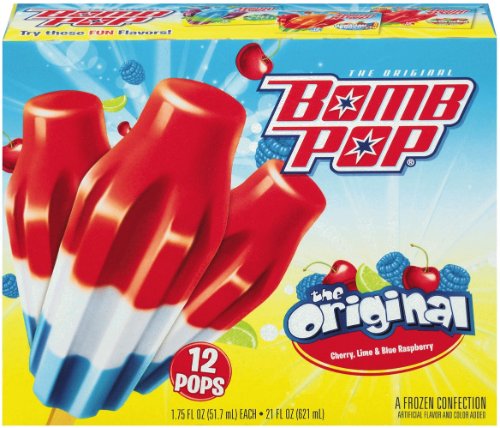 Try these FUN Flavors!
THE ORIGINAL
BOMB
POP®
the
Original
Cherry, Lime & Blue Raspberry
12
POPS
1.75 FL OZ (51.7 mL) EACH • 21 FL OZ (621 mL)
A FROZEN CONFECTION
ARTIFICIAL FLAVOR AND COLOR ADDED